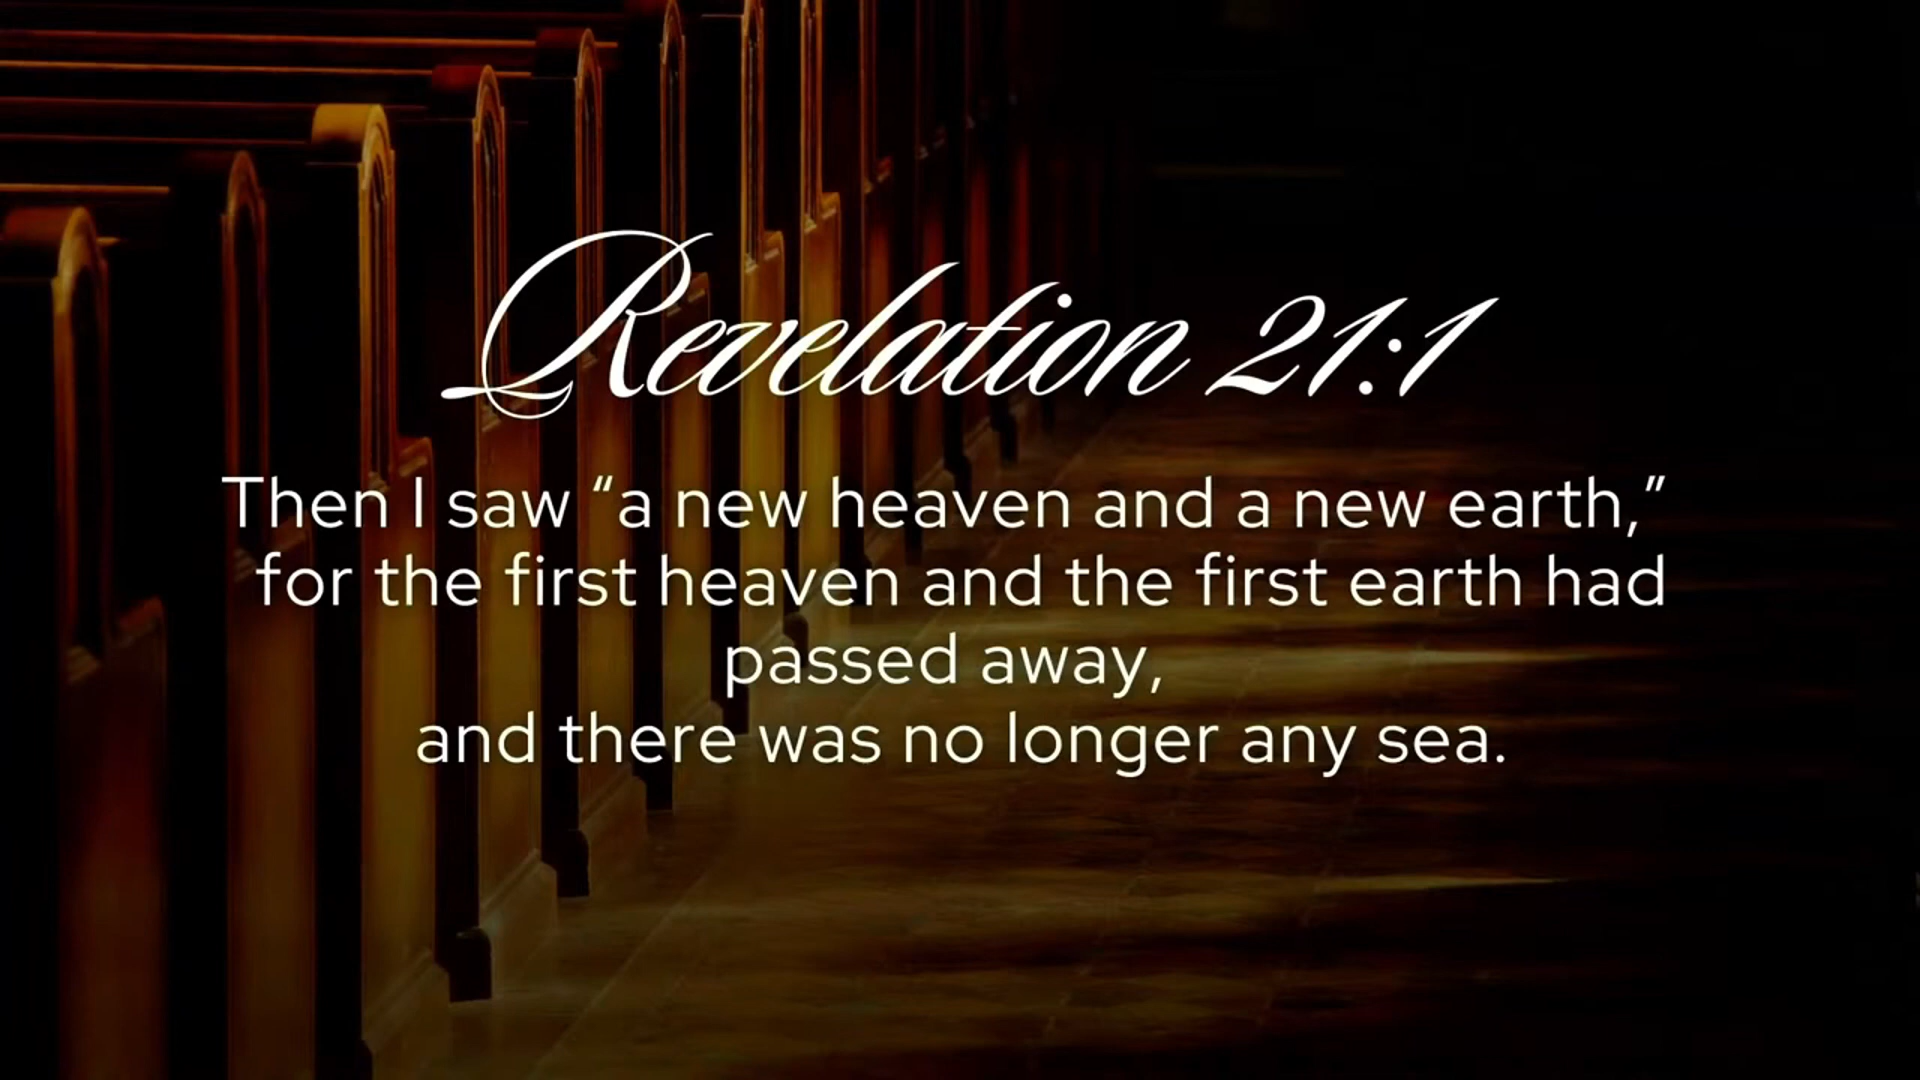 Revelation 21:1
Then I saw “a new heaven and a new earth,”
for the first heaven and the first earth had
passed away,
and there was no longer any sea.